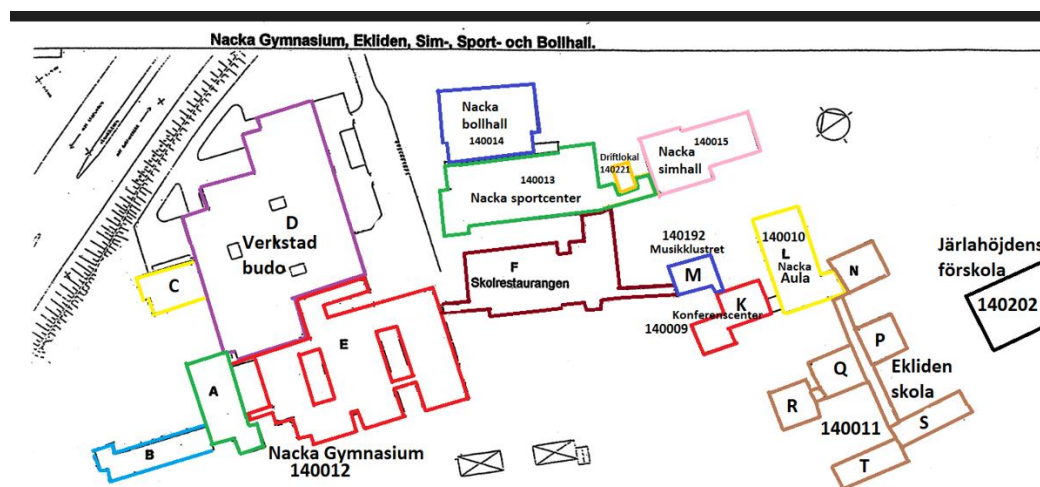 Nacka Gymnasium, Ekliden, Sim-, Sport- och Bollhall.
Nacka
bollhall
140014
Driftlokal
140221
Nacka
simhall
140015
140013
Nacka sportcenter
D
Verkstad
budo
C
F
Skolrestaurangen
140192
Musikklustret
M
140010
L
Nacka
Aula
N
Järlahöjdens
förskola
140202
K
Konferenscenter
140009
E
P
Ekliden
skola
A
Q
R
140011
S
B
Nacka Gymnasium
140012
T